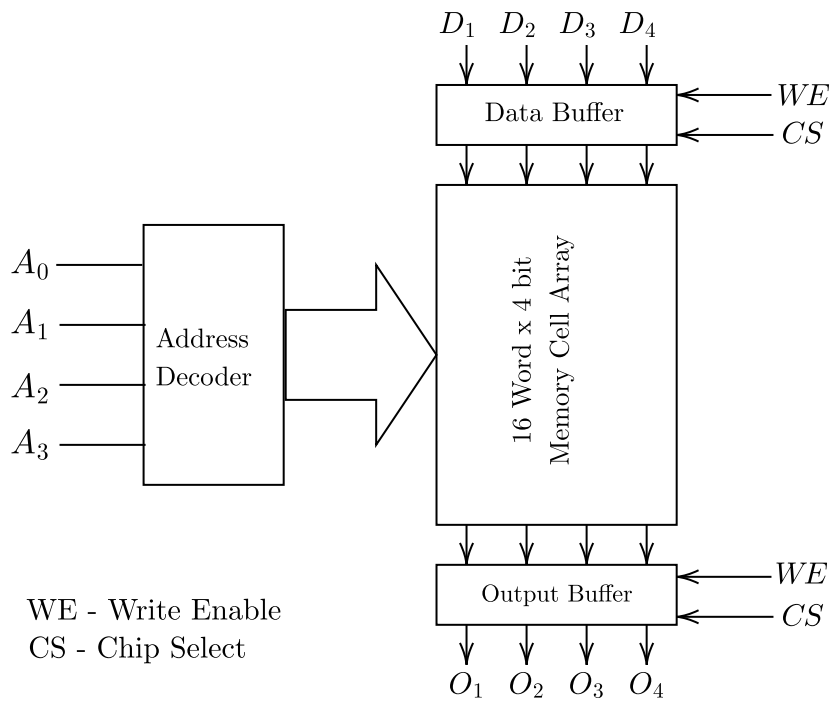 D₁ D₂ D₃ D₄
Data Buffer
WE
CS
A₀
A₁
A₂
A₃
Address
Decoder
16 Word x 4 bit
Memory Cell Array
Output Buffer
WE
CS
O₁ O₂ O₃ O₄
WE - Write Enable
CS - Chip Select